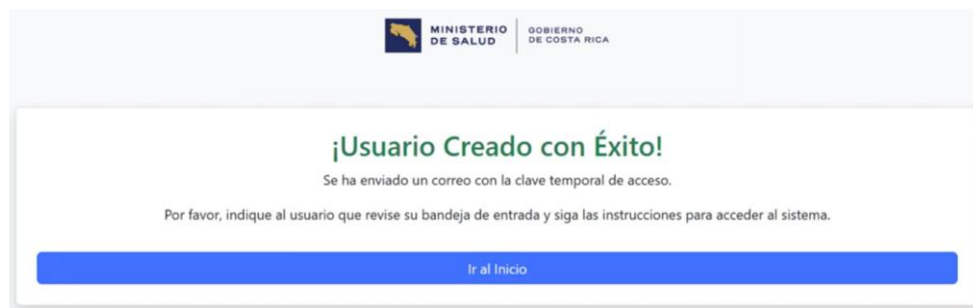 MINISTERIO
DE SALUD
GOBIERNO
DE COSTA RICA
¡Usuario Creado con Éxito!
Se ha enviado un correo con la clave temporal de acceso.
Por favor, indique al usuario que revise su bandeja de entrada y siga las instrucciones para acceder al sistema.
Ir al Inicio